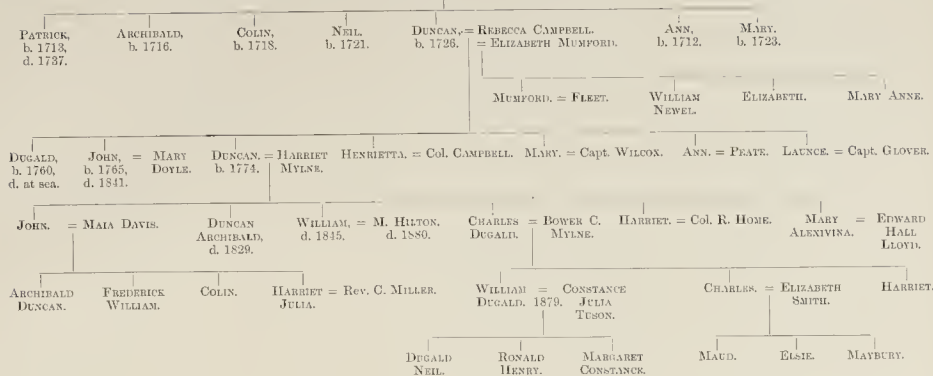 PATRICK, ARCHIBALD, COLIN, NEIL. DUNCAN, = REBECCA CAMPBELL. ANN, MARY.
b. 1713, b. 1716. b. 1718. b. 1721. b. 1726. = ELIZABETH MUMFORD. b. 1712. b. 1723.
d. 1737.
MUMFORD. = FLEET. WILLIAM ELIZABETH. MARY ANNE.
NEWEL.
DUGALD, JOHN, = MARY DUNCAN. = HARRIET HENRIETTA. = Col. CAMPBELL. MARY. = Capt. WILCOX. ANN. = PEATE. LAUNCE. = Capt. GLOVER.
b. 1760, b. 1765, DOYLE. b. 1774. MYLNE.
d. at sea. d. 1841.
JOHN. = MAIA DAVIS. DUNCAN WILLIAM, = M. HILTON. CHARLES = BOWER C. HARRIET. = Col. R. HOME. MARY = EDWARD
ARCHIBALD, d. 1845. d. 1880. DUGALD. MYLNE. ALEXIVINA. HALL
d. 1829. LLOYD.
ARCHIBALD FREDERICK COLIN. HARRIET = Rev. C. MILLER. WILLIAM = CONSTANCE CHARLES. = ELIZABETH HARRIET.
DUNCAN. WILLIAM. JULIA. DUGALD. 1879. JULIA SMITH.
TUSON.
DUGALD RONALD MARGARET MAUD. ELSIE. MAYBURY.
NEIL. HENRY. CONSTANCE.